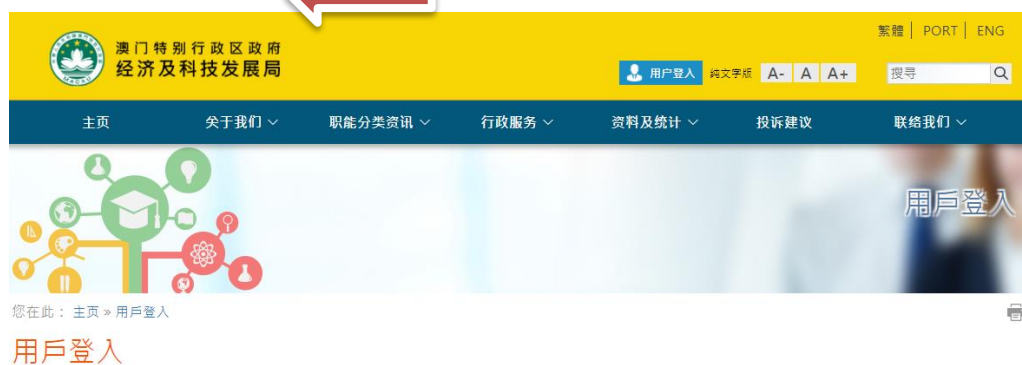 繁體 | PORT | ENG
澳门特别行政区政府
经济及科技发展局
用户登入 純文字版 A- A A+ 搜寻
主页 关于我们 职能分类资讯 行政服务 资料及统计 投诉建议 联络我们
用戶登入
您在此： 主页 » 用戶登入
用戶登入